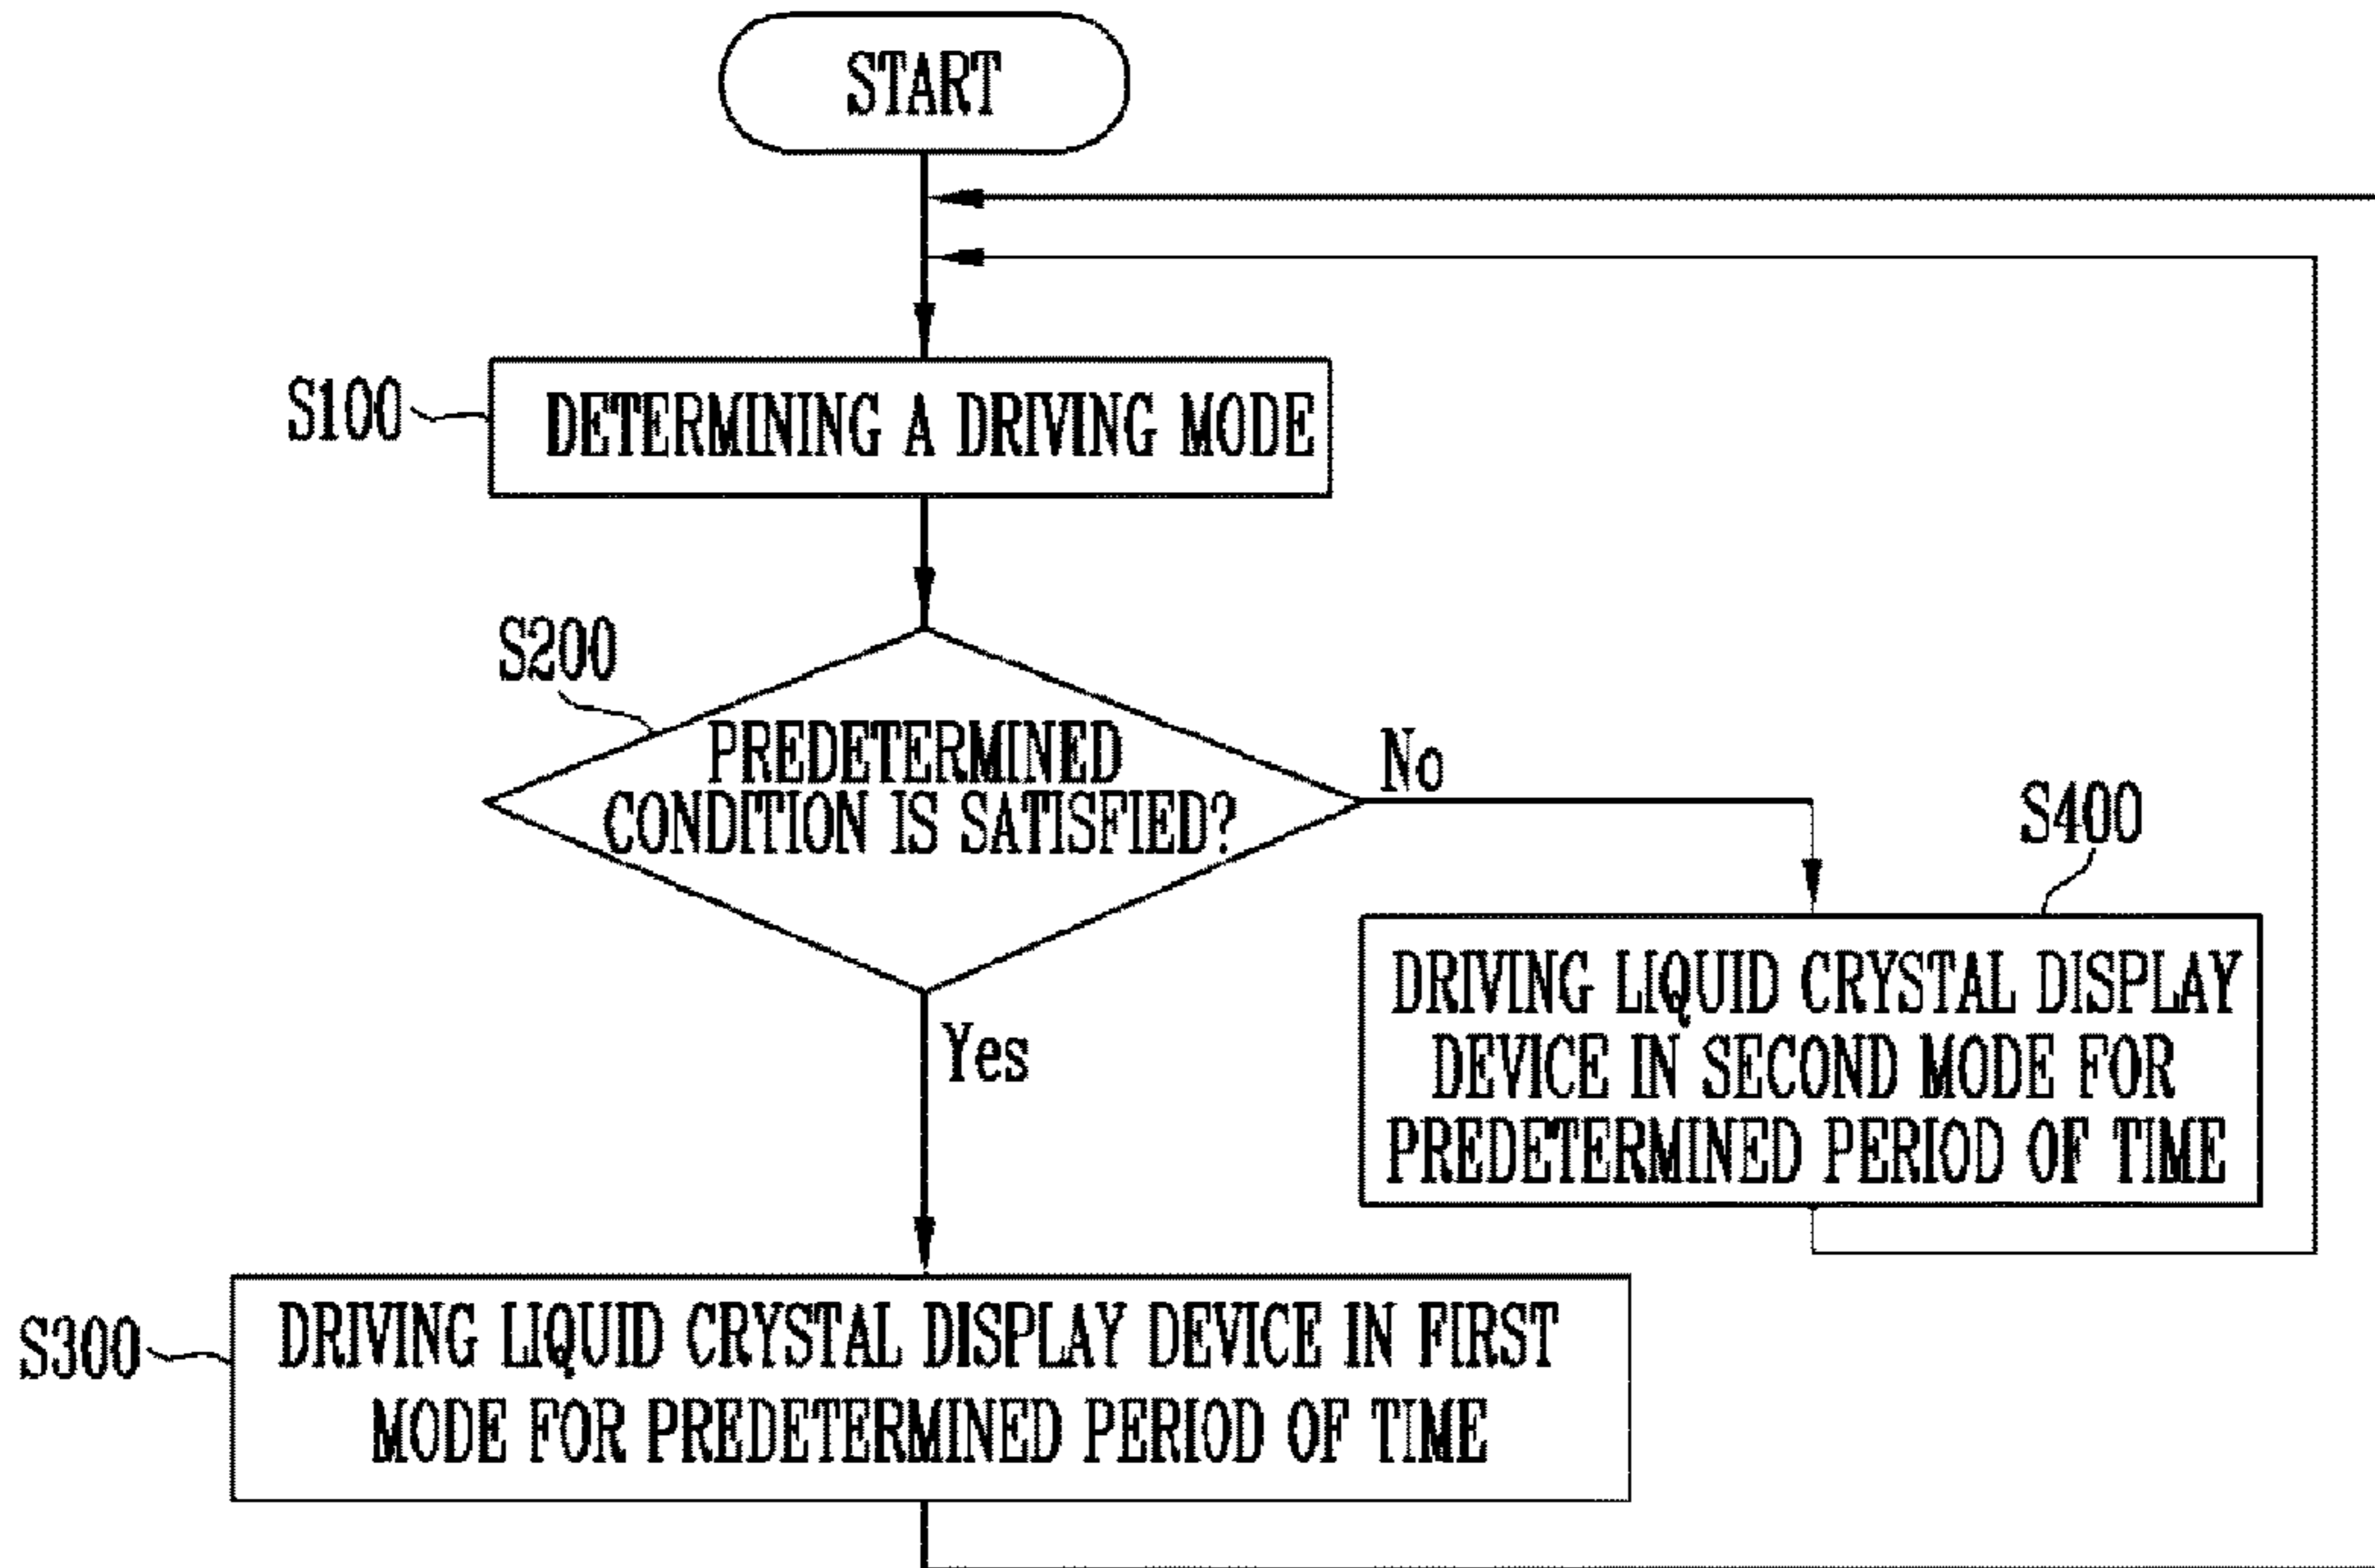 START
S100
DETERMINING A DRIVING MODE
S200
PREDETERMINED
CONDITION IS SATISFIED?
No
S400
DRIVING LIQUID CRYSTAL DISPLAY
DEVICE IN SECOND MODE FOR
PREDETERMINED PERIOD OF TIME
Yes
S300
DRIVING LIQUID CRYSTAL DISPLAY DEVICE IN FIRST
MODE FOR PREDETERMINED PERIOD OF TIME